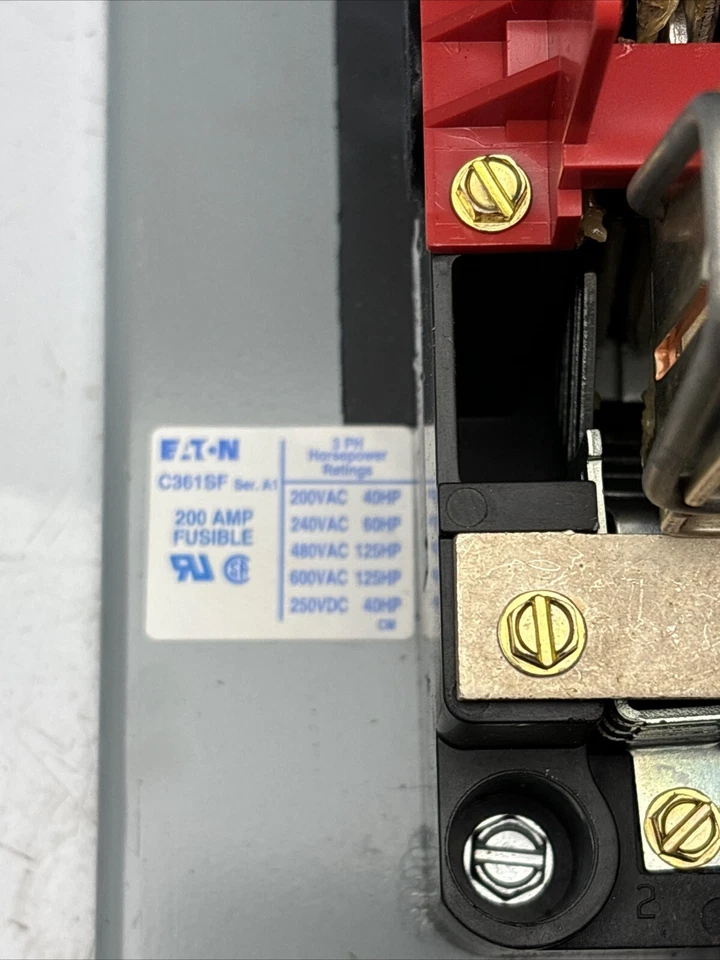 EATON
C361SF Ser. A1
200 AMP
FUSIBLE
3 PH
Horsepower
Ratings
200VAC 40HP
240VAC 60HP
480VAC 125HP
600VAC 125HP
250VDC 40HP
2